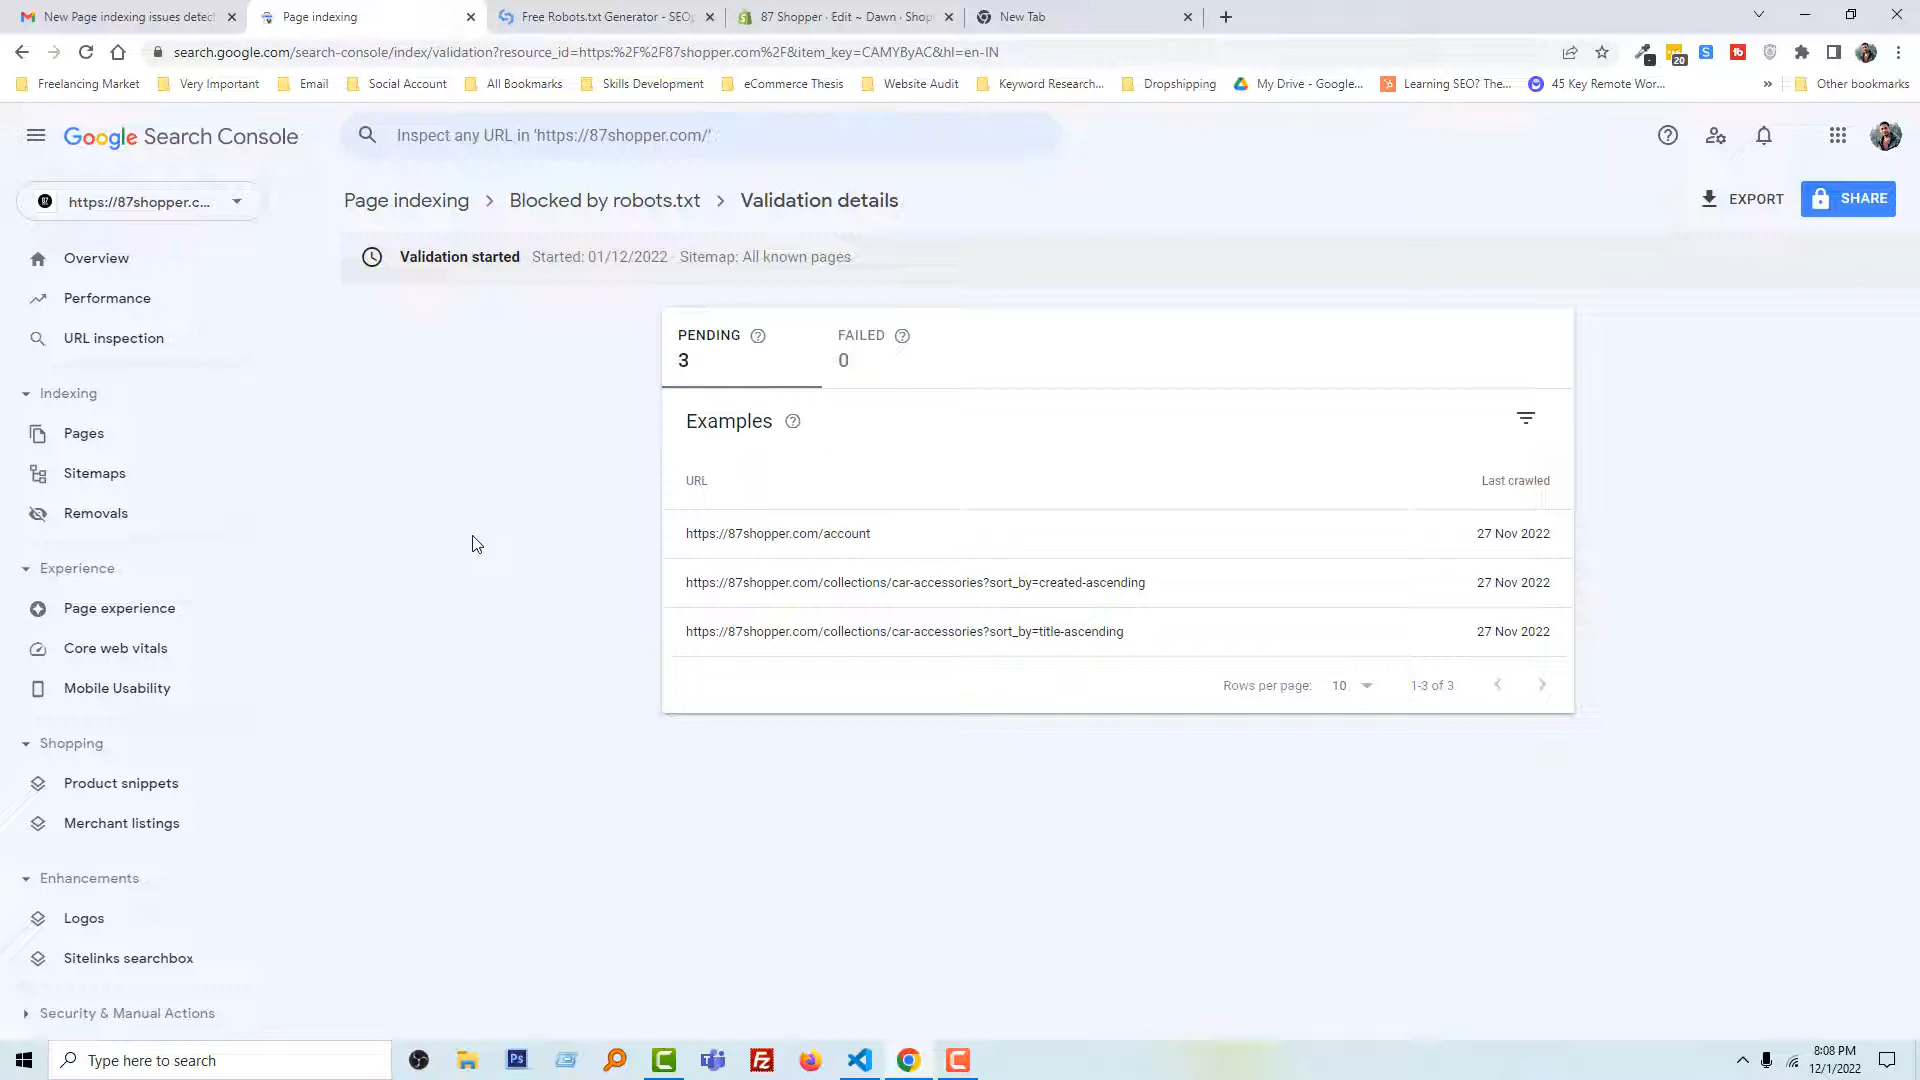 New Page indexing issues detect
Page indexing
Free Robots.txt Generator - SEO
87 Shopper · Edit ~ Dawn · Shop
New Tab
search.google.com/search-console/index/validation?resource_id=https:%2F%2F87shopper.com%2F&item_key=CAMYByAC&hl=en-IN
20
S
Freelancing Market
Very Important
Email
Social Account
All Bookmarks
Skills Development
eCommerce Thesis
Website Audit
Keyword Research...
Dropshipping
My Drive - Google...
Learning SEO? The...
45 Key Remote Wor...
»
Other bookmarks
Google Search Console
Inspect any URL in 'https://87shopper.com/'
https://87shopper.c...
Page indexing > Blocked by robots.txt > Validation details
EXPORT
SHARE
Validation started Started: 01/12/2022 Sitemap: All known pages
Overview
Performance
URL inspection
Indexing
Pages
Sitemaps
Removals
Experience
Page experience
Core web vitals
Mobile Usability
Shopping
Product snippets
Merchant listings
Enhancements
Logos
Sitelinks searchbox
Security & Manual Actions
PENDING
3
FAILED
0
Examples
URL Last crawled
https://87shopper.com/account 27 Nov 2022
https://87shopper.com/collections/car-accessories?sort_by=created-ascending 27 Nov 2022
https://87shopper.com/collections/car-accessories?sort_by=title-ascending 27 Nov 2022
Rows per page: 10 1-3 of 3
Type here to search
Ps
8:08 PM
12/1/2022